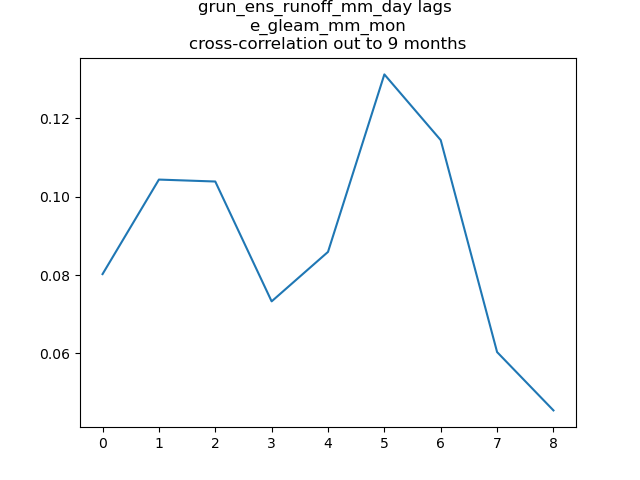 grun_ens_runoff_mm_day lags
e_gleam_mm_mon
cross-correlation out to 9 months
0.12
0.10
0.08
0.06
0 1 2 3 4 5 6 7 8